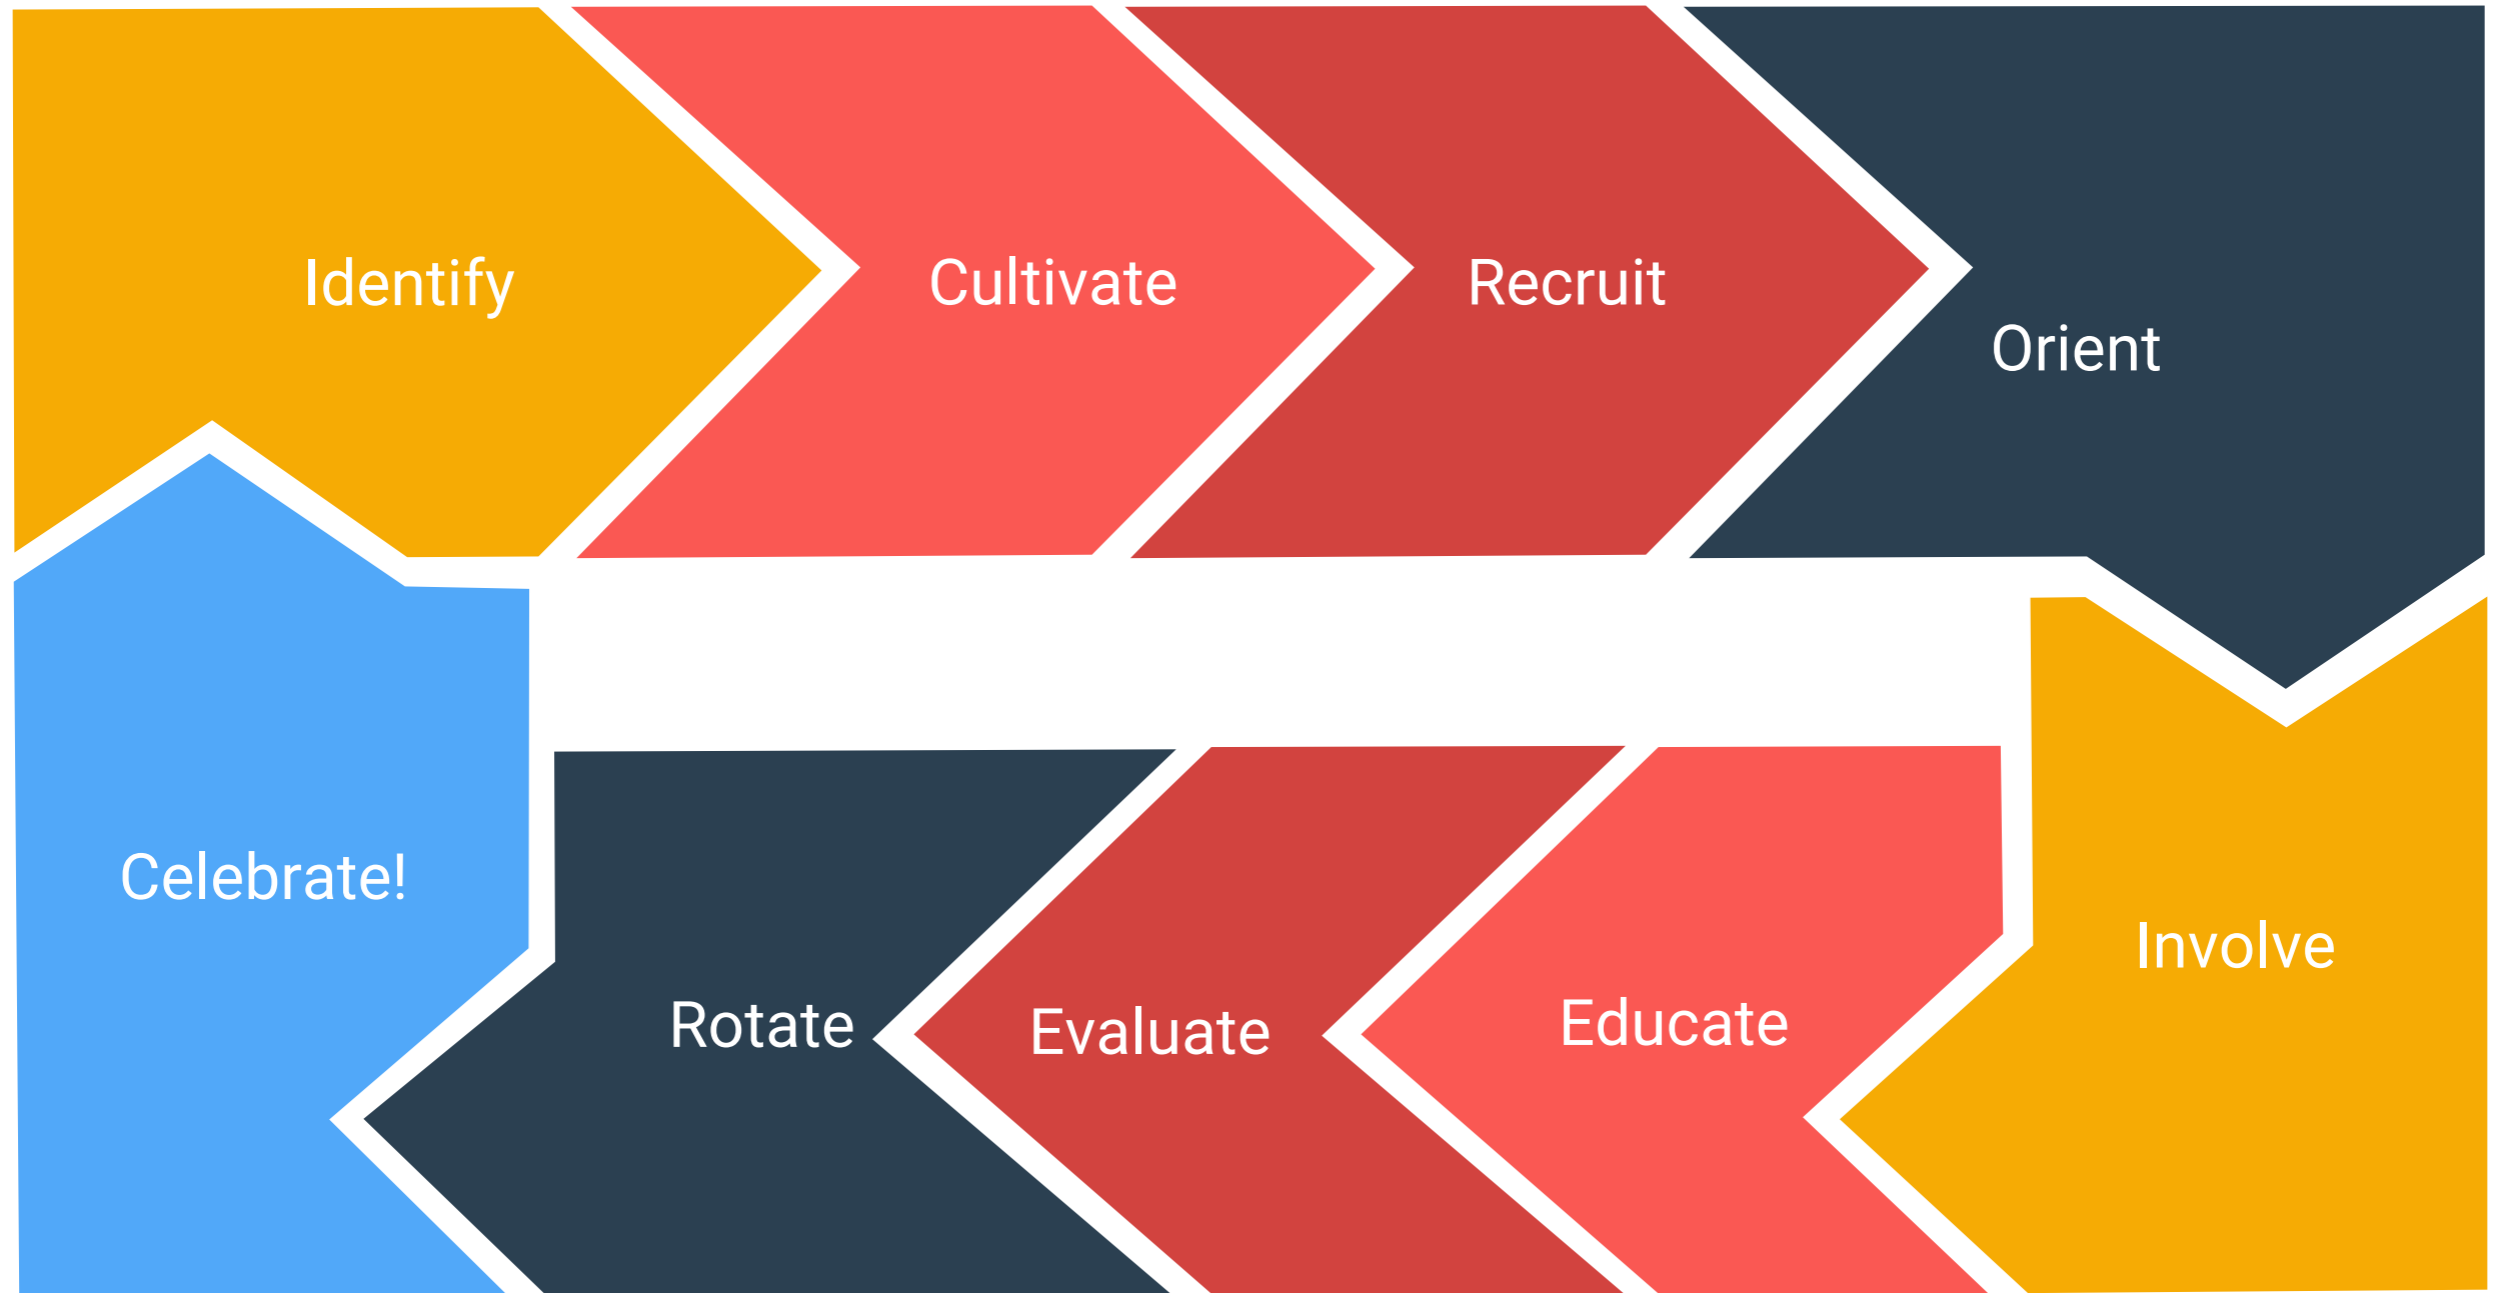 Identify
Cultivate
Recruit
Orient
Involve
Educate
Evaluate
Rotate
Celebrate!